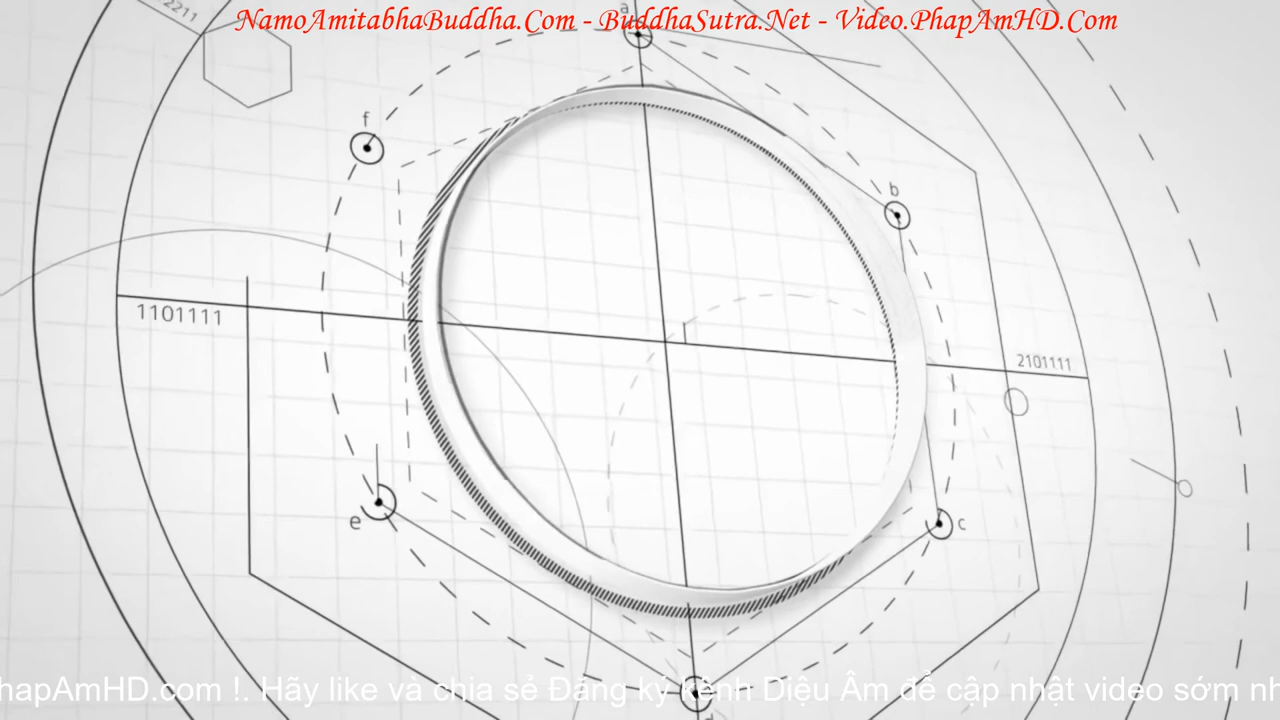 NamoAmitabhaBuddha.Com - BuddhaSutra.Net - Video.PhapAmHD.Com
2211
a
f
b
1101111
2101111
e
c
hapAmHD.com !. Hãy like và chia sẻ Đăng ký kênh Diệu Âm để cập nhật video sớm nh